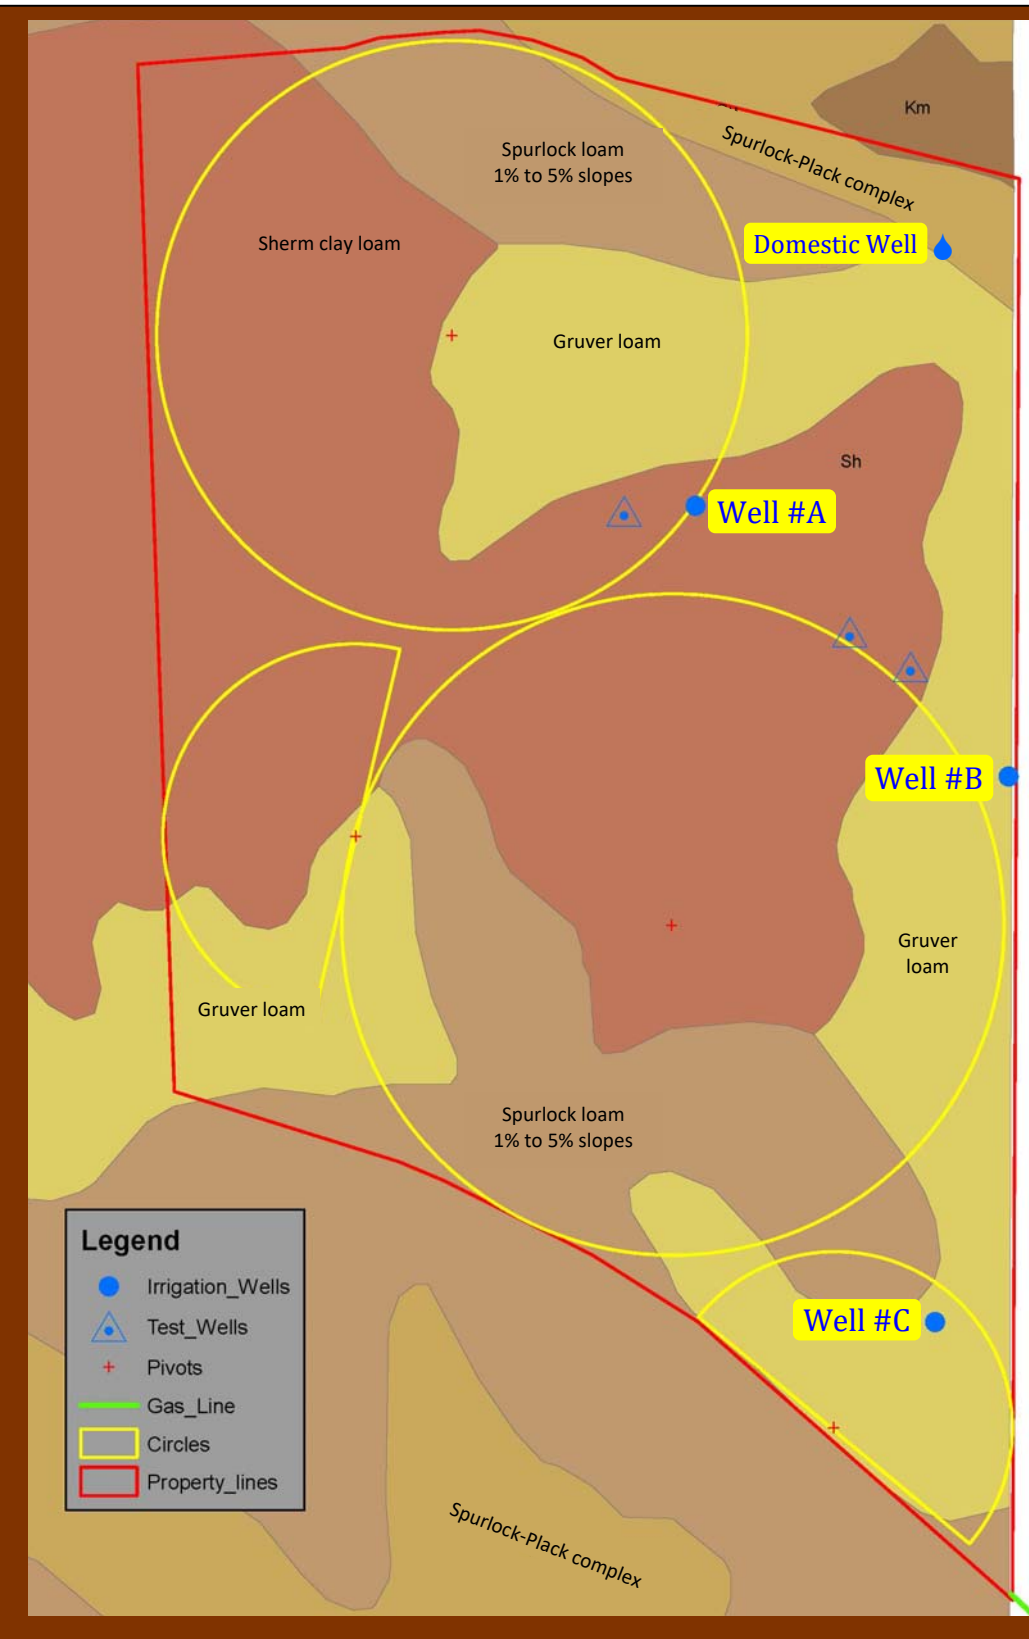 Km
Spurlock loam
1% to 5% slopes
Spurlock-Plack complex
Sherm clay loam
Domestic Well
Gruver loam
Sh
Well #A
Well #B
Gruver
loam
Gruver loam
Spurlock loam
1% to 5% slopes
Legend
Irrigation_Wells
Test_Wells
Pivots
Gas_Line
Circles
Property_lines
Well #C
Spurlock-Plack complex